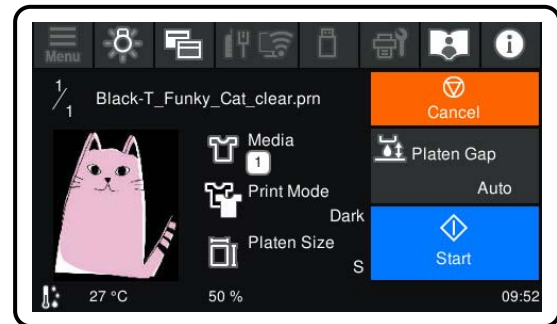 Menu
1/1
Black-T_Funky_Cat_clear.prn
Cancel
Media
1
Platen Gap
Auto
Print Mode
Dark
Platen Size
S
Start
27 °C
50 %
09:52